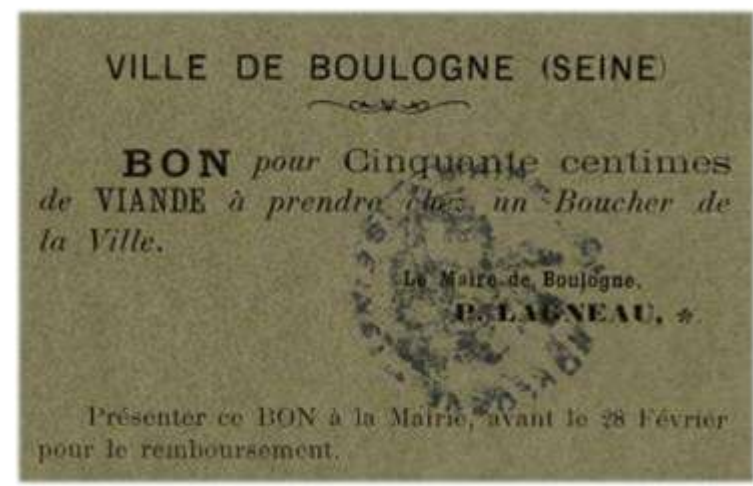 VILLE DE BOULOGNE (SEINE)
BON pour Cinquante centimes
de VIANDE à prendre chez un Boucher de
la Ville.
Le Maire de Boulogne,
P. LAGNEAU, *
Présenter ce BON à la Mairie, avant le 28 Février
pour le remboursement.